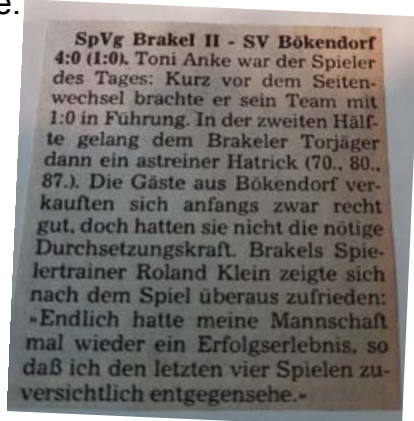 e.
SpVg Brakel II - SV Bökendorf
4:0 (1:0). Toni Anke war der Spieler
des Tages: Kurz vor dem Seiten-
wechsel brachte er sein Team mit
1:0 in Führung. In der zweiten Hälf-
te gelang dem Brakeler Torjäger
dann ein astreiner Hatrick (70., 80.,
87.). Die Gäste aus Bökendorf ver-
kauften sich anfangs zwar recht
gut, doch hatten sie nicht die nötige
Durchsetzungskraft. Brakels Spie-
lertrainer Roland Klein zeigte sich
nach dem Spiel überaus zufrieden:
»Endlich hatte meine Mannschaft
mal wieder ein Erfolgserlebnis, so
daß ich den letzten vier Spielen zu-
versichtlich entgegensehe.«